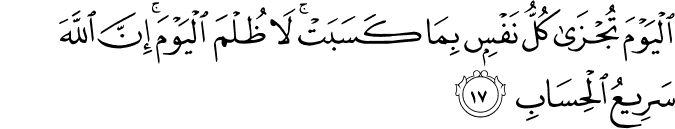 ٱلْيَوْمَ تُجْزَىٰ كُلُّ نَفْسٍۭ بِمَا كَسَبَتْ ۚ لَا ظُلْمَ ٱلْيَوْمَ ۚ إِنَّ ٱللَّهَ
سَرِيعُ ٱلْحِسَابِ ١٧